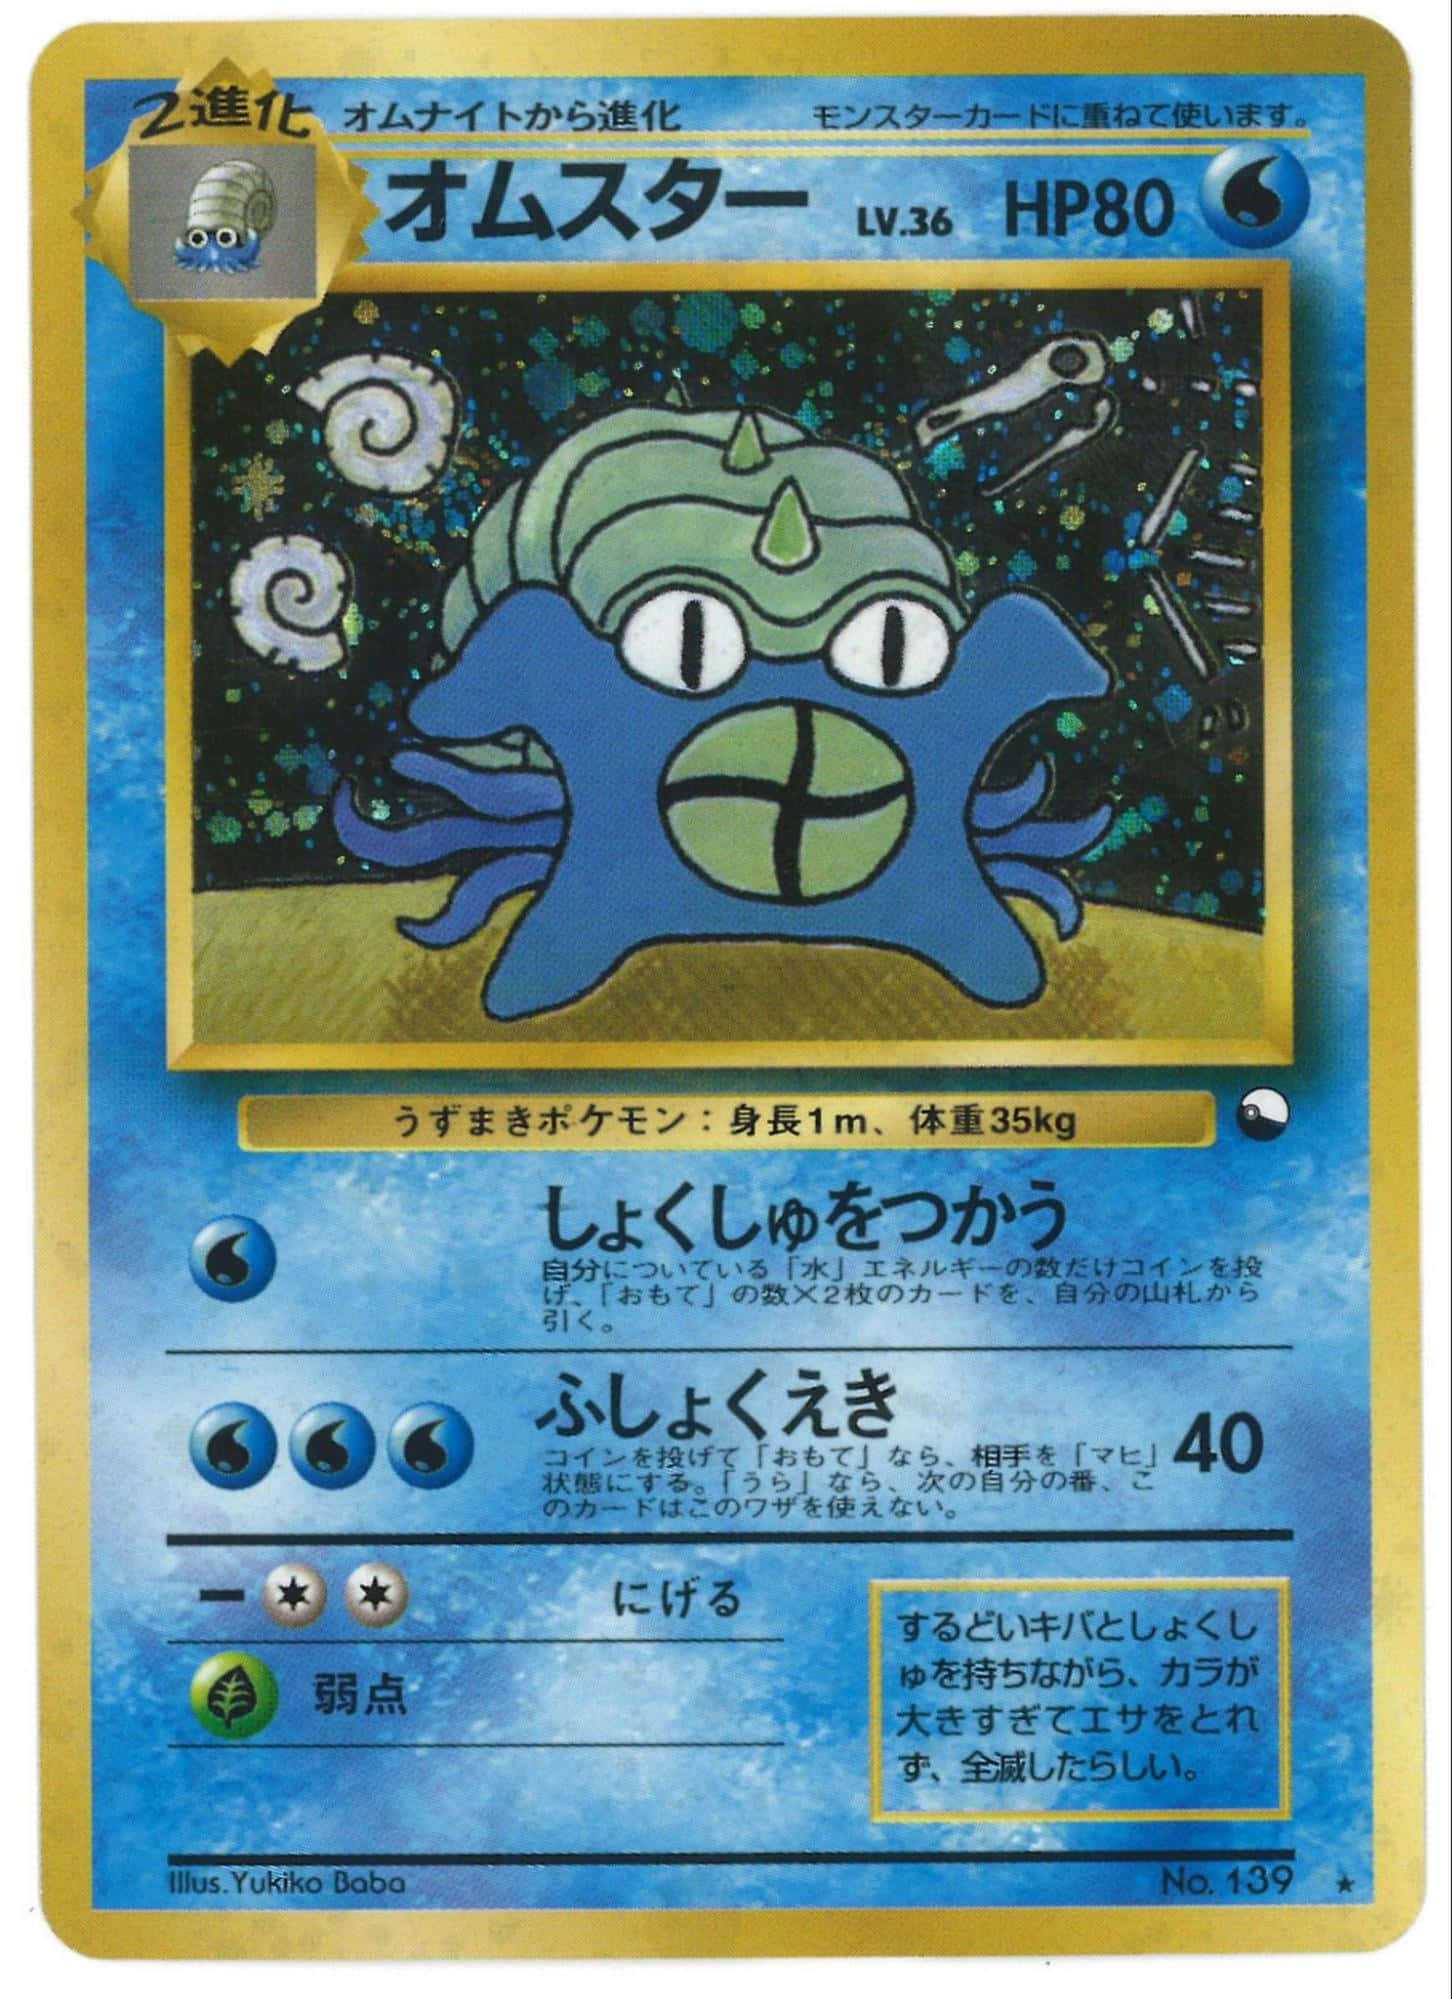 2進化
オムナイトから進化
モンスターカードに重ねて使います。
オムスター LV.36 HP80
うずまきポケモン：身長1m、体重35kg
しょくしゅをつかう
自分についている「水」エネルギーの数だけコインを投
げ、「おもて」の数×2枚のカードを、自分の山札から
引く。
ふしょくえき
40
コインを投げて「おもて」なら、相手を「マヒ」
状態にする。「うら」なら、次の自分の番、こ
のカードはこのワザを使えない。
にげる
弱点
するどいキバとしょくし
ゅを持ちながら、カラが
大きすぎてエサをとれ
ず、全滅したらしい。
Illus.Yukiko Baba
No. 139 ★